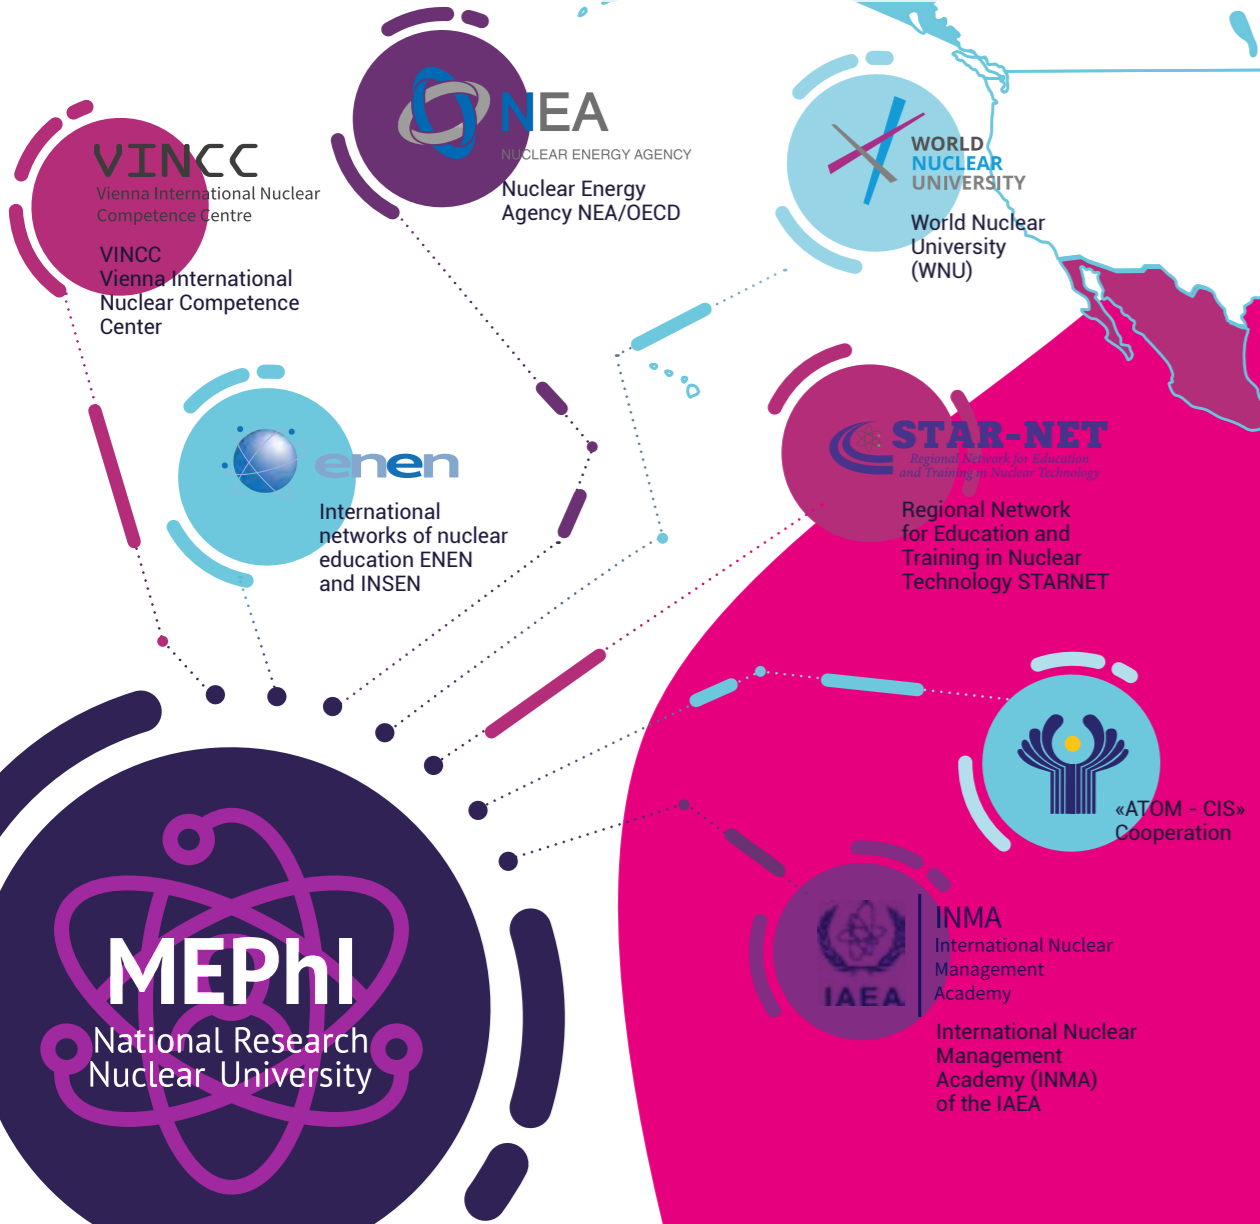 NEA
NUCLEAR ENERGY AGENCY
Nuclear Energy
Agency NEA/OECD
VINCC
Vienna International Nuclear
Competence Centre
VINCC
Vienna International
Nuclear Competence
Center
WORLD
NUCLEAR
UNIVERSITY
World Nuclear
University
(WNU)
enen
International
networks of nuclear
education ENEN
and INSEN
STAR-NET
Regional Network for Education
and Training in Nuclear Technology
Regional Network
for Education and
Training in Nuclear
Technology STARNET
«ATOM - CIS»
Cooperation
IAEA
INMA
International Nuclear
Management
Academy
International Nuclear
Management
Academy (INMA)
of the IAEA
MEPhI
National Research
Nuclear University